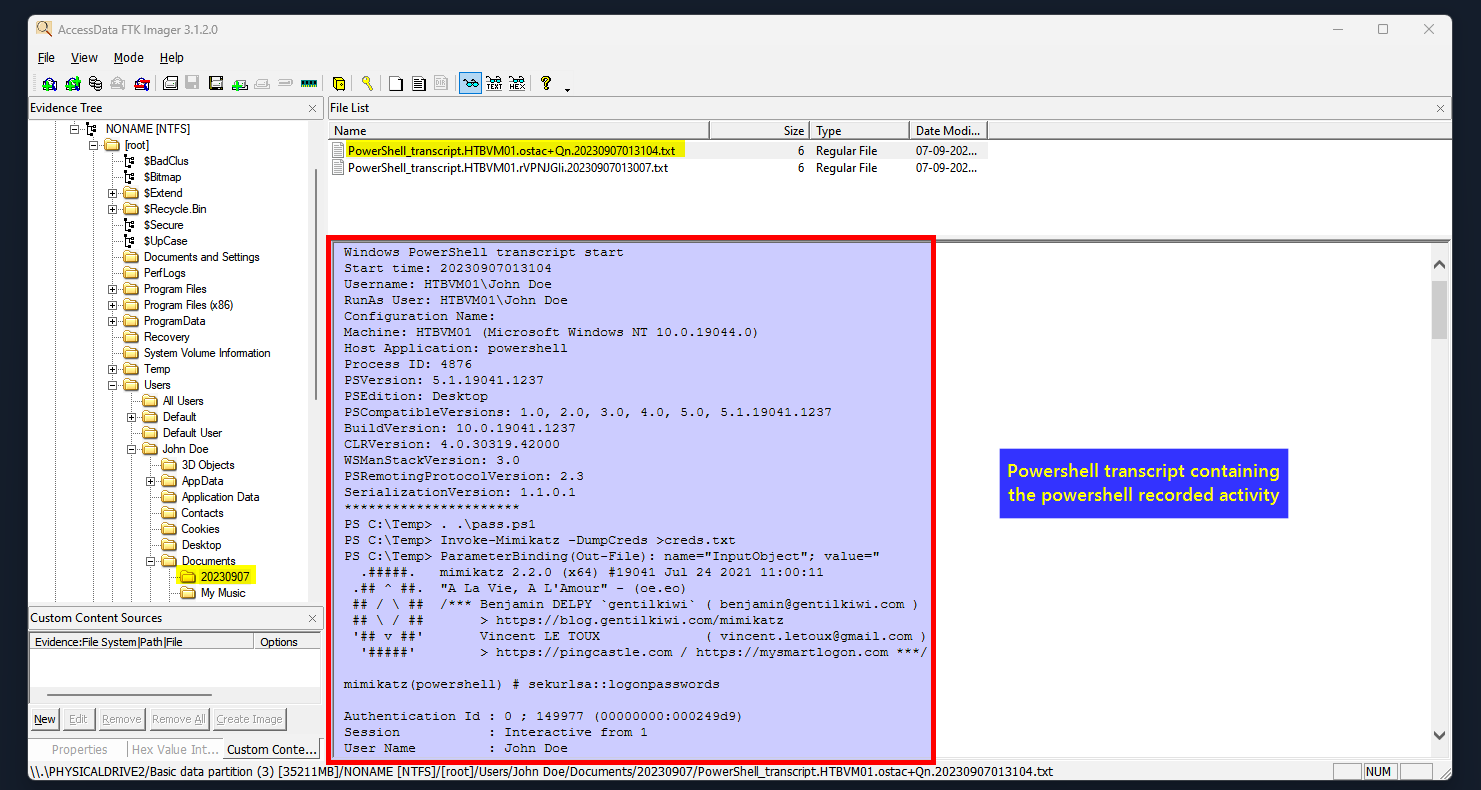 AccessData FTK Imager 3.1.2.0
File View Mode Help
TEXT HEX
Evidence Tree
NONAME [NTFS]
[root]
$BadClus
$Bitmap
$Extend
$Recycle.Bin
$Secure
$UpCase
Documents and Settings
PerfLogs
Program Files
Program Files (x86)
ProgramData
Recovery
System Volume Information
Temp
Users
All Users
Default
Default User
John Doe
3D Objects
AppData
Application Data
Contacts
Cookies
Desktop
Documents
20230907
My Music
Custom Content Sources
Evidence:File System|Path|File Options
New Edit Remove Remove All Create Image
Properties Hex Value Int... Custom Conte...
File List
Name Size Type Date Modi...
PowerShell_transcript.HTBVM01.ostac+Qn.20230907013104.txt 6 Regular File 07-09-202...
PowerShell_transcript.HTBVM01.rVPNJGli.20230907013007.txt 6 Regular File 07-09-202...
Windows PowerShell transcript start
Start time: 20230907013104
Username: HTBVM01\John Doe
RunAs User: HTBVM01\John Doe
Configuration Name:
Machine: HTBVM01 (Microsoft Windows NT 10.0.19044.0)
Host Application: powershell
Process ID: 4876
PSVersion: 5.1.19041.1237
PSEdition: Desktop
PSCompatibleVersions: 1.0, 2.0, 3.0, 4.0, 5.0, 5.1.19041.1237
BuildVersion: 10.0.19041.1237
CLRVersion: 4.0.30319.42000
WSManStackVersion: 3.0
PSRemotingProtocolVersion: 2.3
SerializationVersion: 1.1.0.1
**********************
PS C:\Temp> . .\pass.ps1
PS C:\Temp> Invoke-Mimikatz -DumpCreds >creds.txt
PS C:\Temp> ParameterBinding(Out-File): name="InputObject"; value="
  .#####.   mimikatz 2.2.0 (x64) #19041 Jul 24 2021 11:00:11
 .## ^ ##.  "A La Vie, A L'Amour" - (oe.eo)
 ## / \ ##  /*** Benjamin DELPY `gentilkiwi` ( benjamin@gentilkiwi.com )
 ## \ / ##       > https://blog.gentilkiwi.com/mimikatz
 '## v ##'       Vincent LE TOUX             ( vincent.letoux@gmail.com )
  '#####'        > https://pingcastle.com / https://mysmartlogon.com ***/
mimikatz(powershell) # sekurlsa::logonpasswords
Authentication Id : 0 ; 149977 (00000000:000249d9)
Session           : Interactive from 1
User Name         : John Doe
Powershell transcript containing
the powershell recorded activity
\\.\PHYSICALDRIVE2/Basic data partition (3) [35211MB]/NONAME [NTFS]/[root]/Users/John Doe/Documents/20230907/PowerShell_transcript.HTBVM01.ostac+Qn.20230907013104.txt
NUM